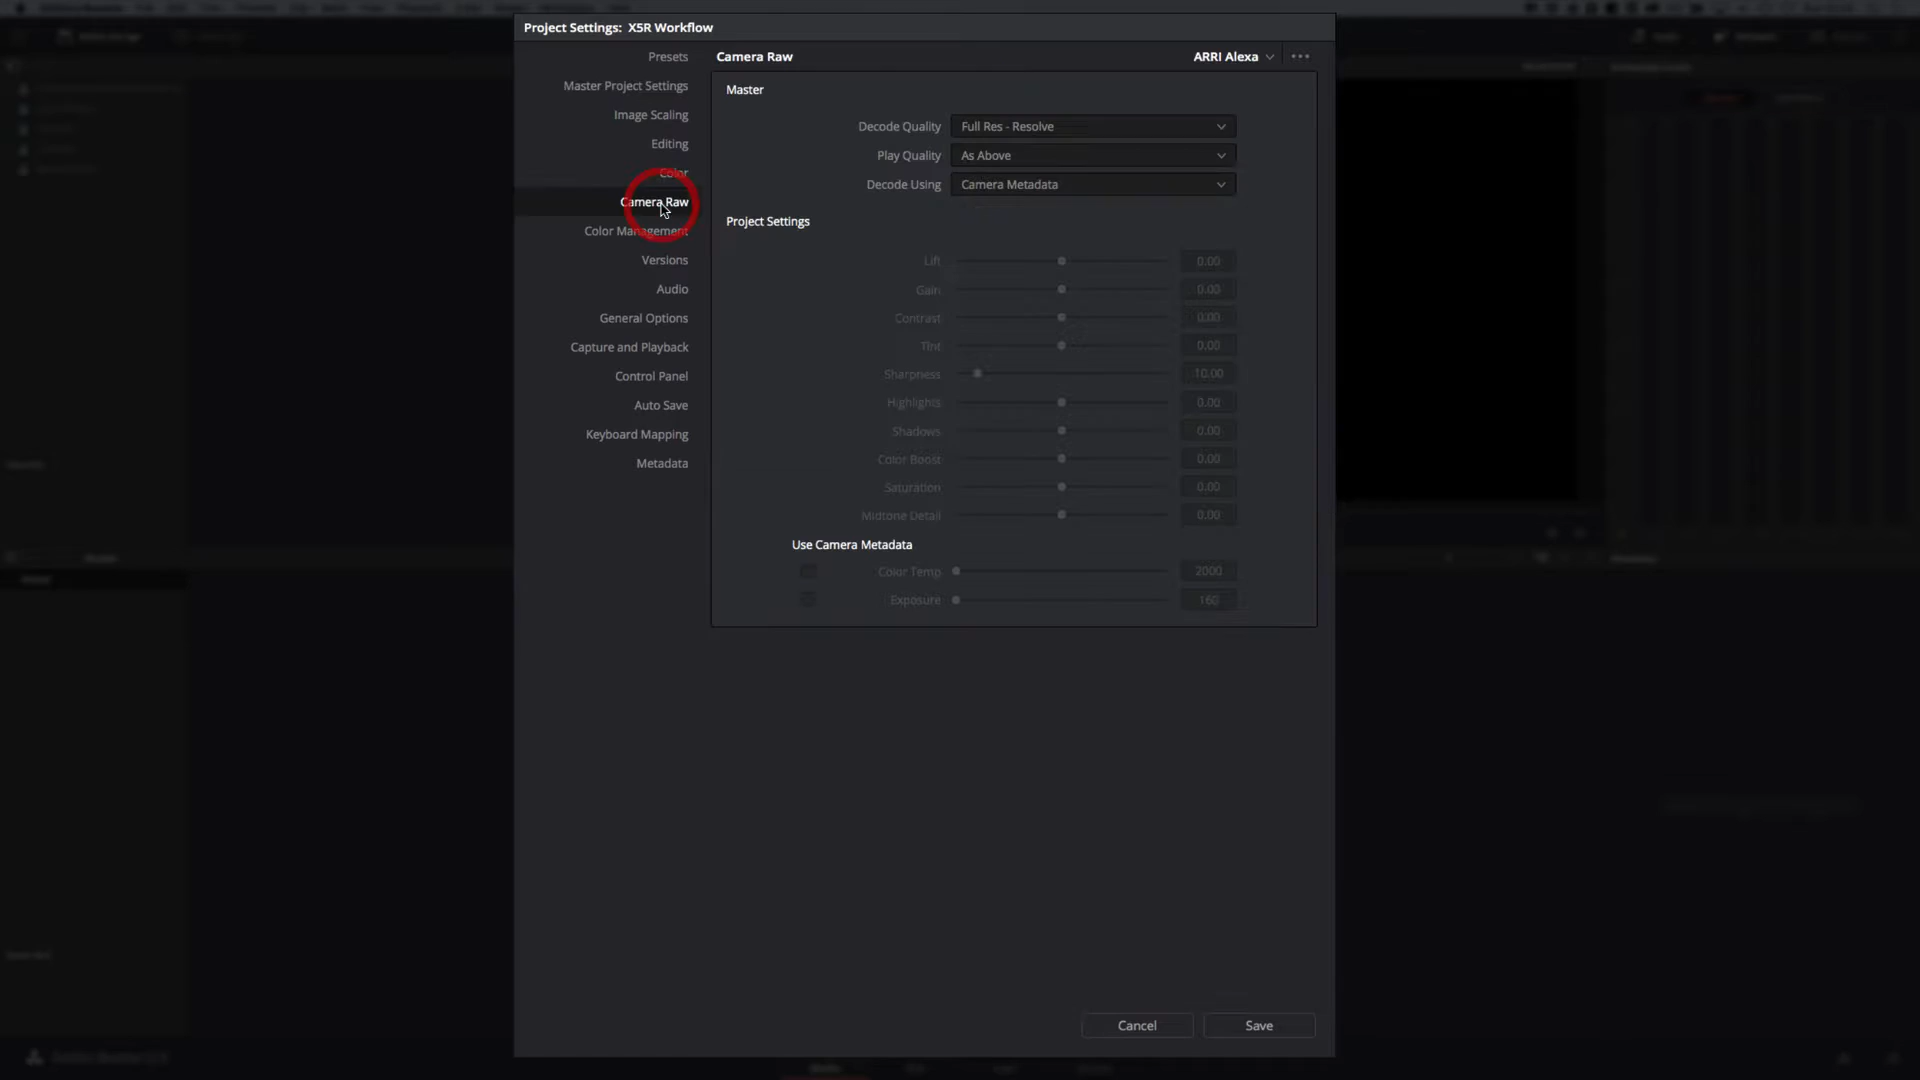 Project Settings: X5R Workflow
Presets
Master Project Settings
Image Scaling
Editing
Color
Camera Raw
Color Management
Versions
Audio
General Options
Capture and Playback
Control Panel
Auto Save
Keyboard Mapping
Metadata
Camera Raw
ARRI Alexa
Master
Decode Quality Full Res - Resolve
Play Quality As Above
Decode Using Camera Metadata
Project Settings
Lift 0.00
Gain 0.00
Contrast 0.00
Tint 0.00
Sharpness 10.00
Highlights 0.00
Shadows 0.00
Color Boost 0.00
Saturation 0.00
Midtone Detail 0.00
Use Camera Metadata
Color Temp 2000
Exposure 160
Cancel
Save